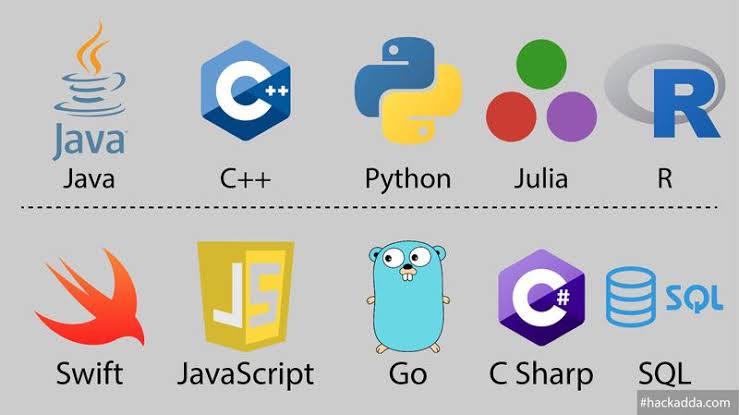 Java
C++
R
Java C++ Python Julia R
JS
C#
SQL
Swift JavaScript Go C Sharp SQL
#hackadda.com